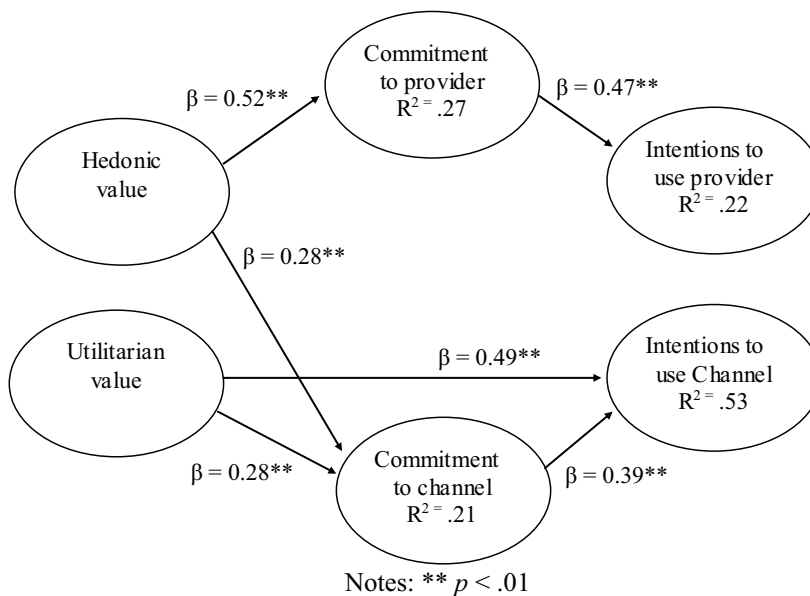 Commitment
to provider
R² = .27
β = 0.52**
β = 0.47**
Hedonic
value
Intentions to
use provider
R² = .22
β = 0.28**
Utilitarian
value
β = 0.49**
Intentions to
use Channel
R² = .53
β = 0.28**
Commitment
to channel
R² = .21
β = 0.39**
Notes: ** p < .01